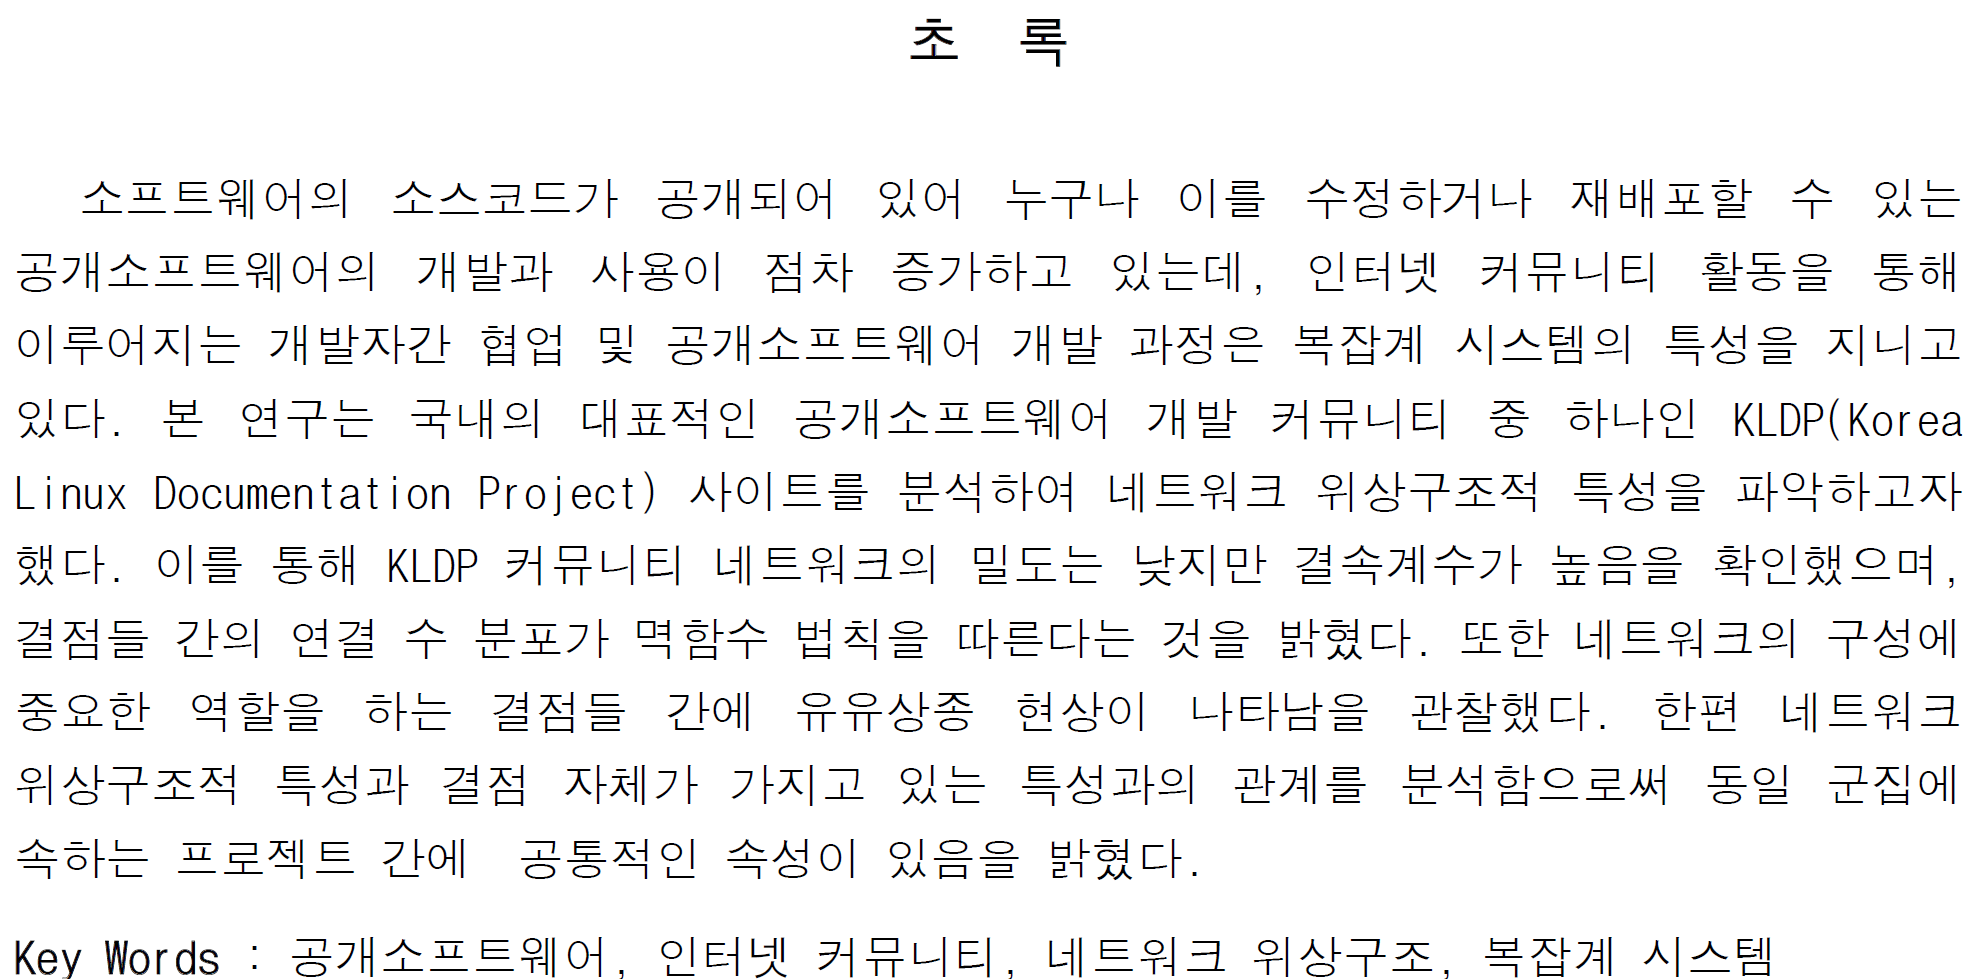 초 록
소프트웨어의 소스코드가 공개되어 있어 누구나 이를 수정하거나 재배포할 수 있는
공개소프트웨어의 개발과 사용이 점차 증가하고 있는데, 인터넷 커뮤니티 활동을 통해
이루어지는 개발자간 협업 및 공개소프트웨어 개발 과정은 복잡계 시스템의 특성을 지니고
있다. 본 연구는 국내의 대표적인 공개소프트웨어 개발 커뮤니티 중 하나인 KLDP(Korea
Linux Documentation Project) 사이트를 분석하여 네트워크 위상구조적 특성을 파악하고자
했다. 이를 통해 KLDP 커뮤니티 네트워크의 밀도는 낮지만 결속계수가 높음을 확인했으며,
결점들 간의 연결 수 분포가 멱함수 법칙을 따른다는 것을 밝혔다. 또한 네트워크의 구성에
중요한 역할을 하는 결점들 간에 유유상종 현상이 나타남을 관찰했다. 한편 네트워크
위상구조적 특성과 결점 자체가 가지고 있는 특성과의 관계를 분석함으로써 동일 군집에
속하는 프로젝트 간에 공통적인 속성이 있음을 밝혔다.
Key Words : 공개소프트웨어, 인터넷 커뮤니티, 네트워크 위상구조, 복잡계 시스템